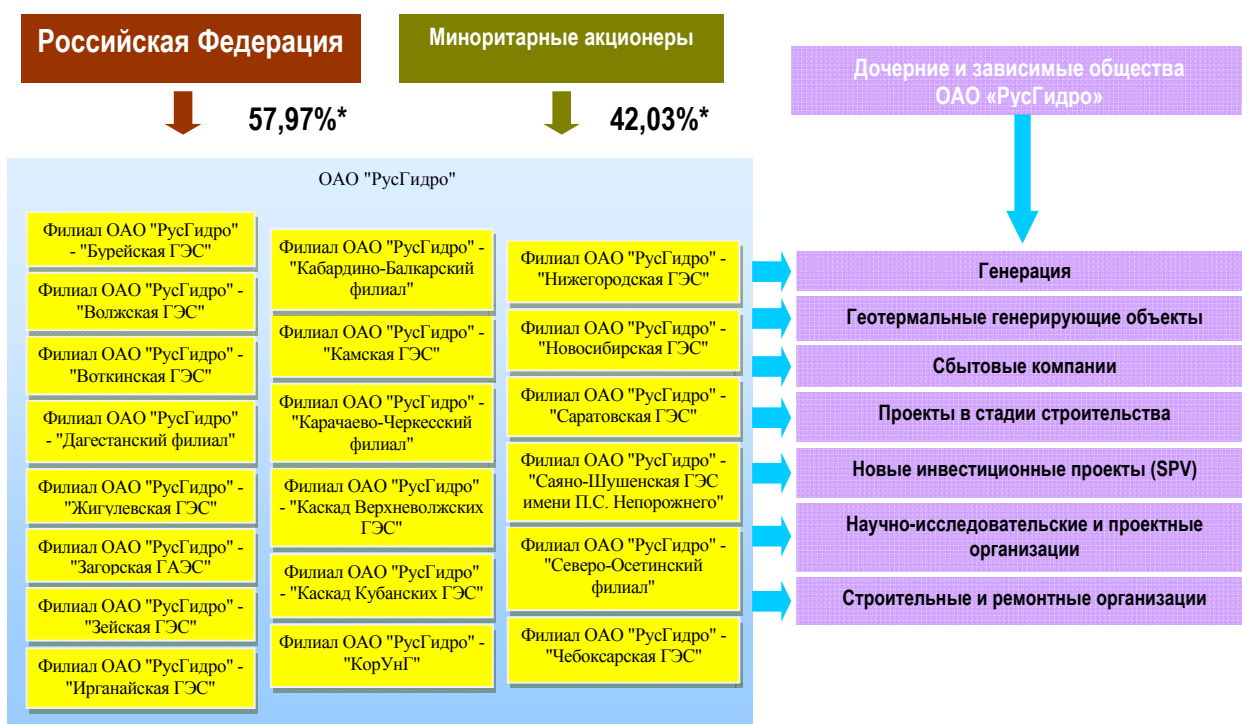 Российская Федерация
Миноритарные акционеры
57,97%*
42,03%*
Дочерние и зависимые общества
ОАО «РусГидро»
ОАО "РусГидро"
Филиал ОАО "РусГидро"
- "Бурейская ГЭС"
Филиал ОАО "РусГидро" -
"Волжская ГЭС"
Филиал ОАО "РусГидро" -
"Воткинская ГЭС"
Филиал ОАО "РусГидро"
- "Дагестанский филиал"
Филиал ОАО "РусГидро" -
"Жигулевская ГЭС"
Филиал ОАО "РусГидро" -
"Загорская ГАЭС"
Филиал ОАО "РусГидро" -
"Зейская ГЭС"
Филиал ОАО "РусГидро" -
"Ирганайская ГЭС"
Филиал ОАО "РусГидро" -
"Кабардино-Балкарский
филиал"
Филиал ОАО "РусГидро" -
"Камская ГЭС"
Филиал ОАО "РусГидро" -
"Карачаево-Черкесский
филиал"
Филиал ОАО "РусГидро"
- "Каскад Верхневолжских
ГЭС"
Филиал ОАО "РусГидро"
- "Каскад Кубанских ГЭС"
Филиал ОАО "РусГидро" -
"КорУнГ"
Филиал ОАО "РусГидро" -
"Нижегородская ГЭС"
Филиал ОАО "РусГидро" -
"Новосибирская ГЭС"
Филиал ОАО "РусГидро" -
"Саратовская ГЭС"
Филиал ОАО "РусГидро" -
"Саяно-Шушенская ГЭС
имени П.С. Непорожнего"
Филиал ОАО "РусГидро" -
"Северо-Осетинский
филиал"
Филиал ОАО "РусГидро" -
"Чебоксарская ГЭС"
Генерация
Геотермальные генерирующие объекты
Сбытовые компании
Проекты в стадии строительства
Новые инвестиционные проекты (SPV)
Научно-исследовательские и проектные
организации
Строительные и ремонтные организации